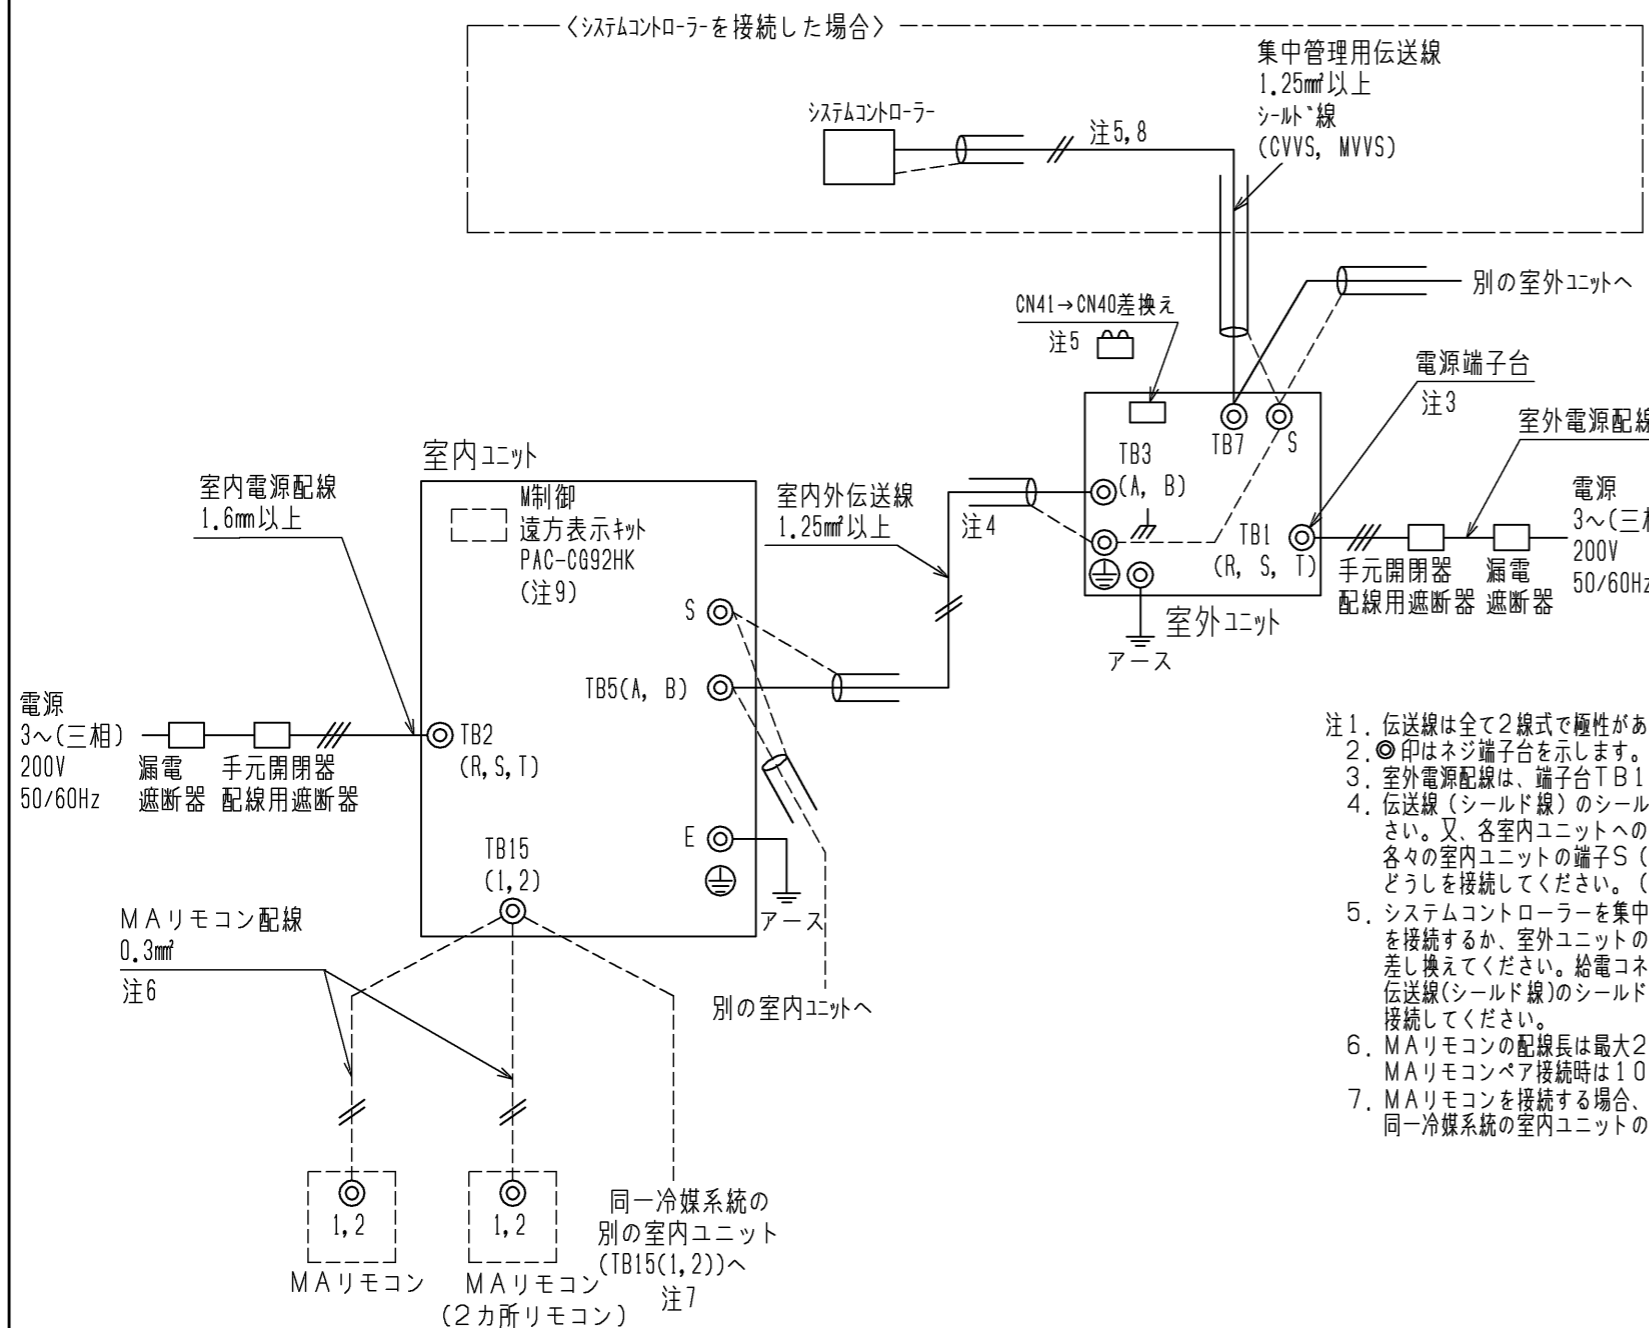 〈システムコントローラーを接続した場合〉
集中管理用伝送線
1.25㎟以上
シールド線
(CVVS, MVVS)
システムコントローラー
注5,8
別の室外ユニットへ
CN41→CN40差換え
注5
電源端子台
注3
室外電源配線
TB7
S
TB3
(A, B)
TB1
(R, S, T)
手元開閉器
配線用遮断器
漏電
遮断器
電源
3～(三相
200V
50/60Hz
室外ユニット
アース
室内ユニット
室内電源配線
1.6mm以上
M制御
遠方表示キット
PAC-CG92HK
(注9)
室内外伝送線
1.25㎟以上
注4
S
TB5(A, B)
電源
3～(三相)
200V
50/60Hz
漏電
遮断器
手元開閉器
配線用遮断器
TB2
(R,S,T)
E
アース
TB15
(1,2)
MAリモコン配線
0.3㎟
注6
別の室内ユニットへ
1,2
MAリモコン
1,2
MAリモコン
(2カ所リモコン)
同一冷媒系統の
別の室内ユニット
(TB15(1,2))へ
注7
注1. 伝送線は全て2線式で極性があ
2.◎印はネジ端子台を示します。
3. 室外電源配線は、端子台TB1
4. 伝送線（シールド線）のシール
さい。又、各室内ユニットへの
各々の室内ユニットの端子S（
どうしを接続してください。（
5. システムコントローラーを集中
を接続するか、室外ユニットの
差し換えてください。給電コネ
伝送線(シールド線)のシールド
接続してください。
6. MAリモコンの配線長は最大2
MAリモコンペア接続時は10
7. MAリモコンを接続する場合、
同一冷媒系統の室内ユニットの